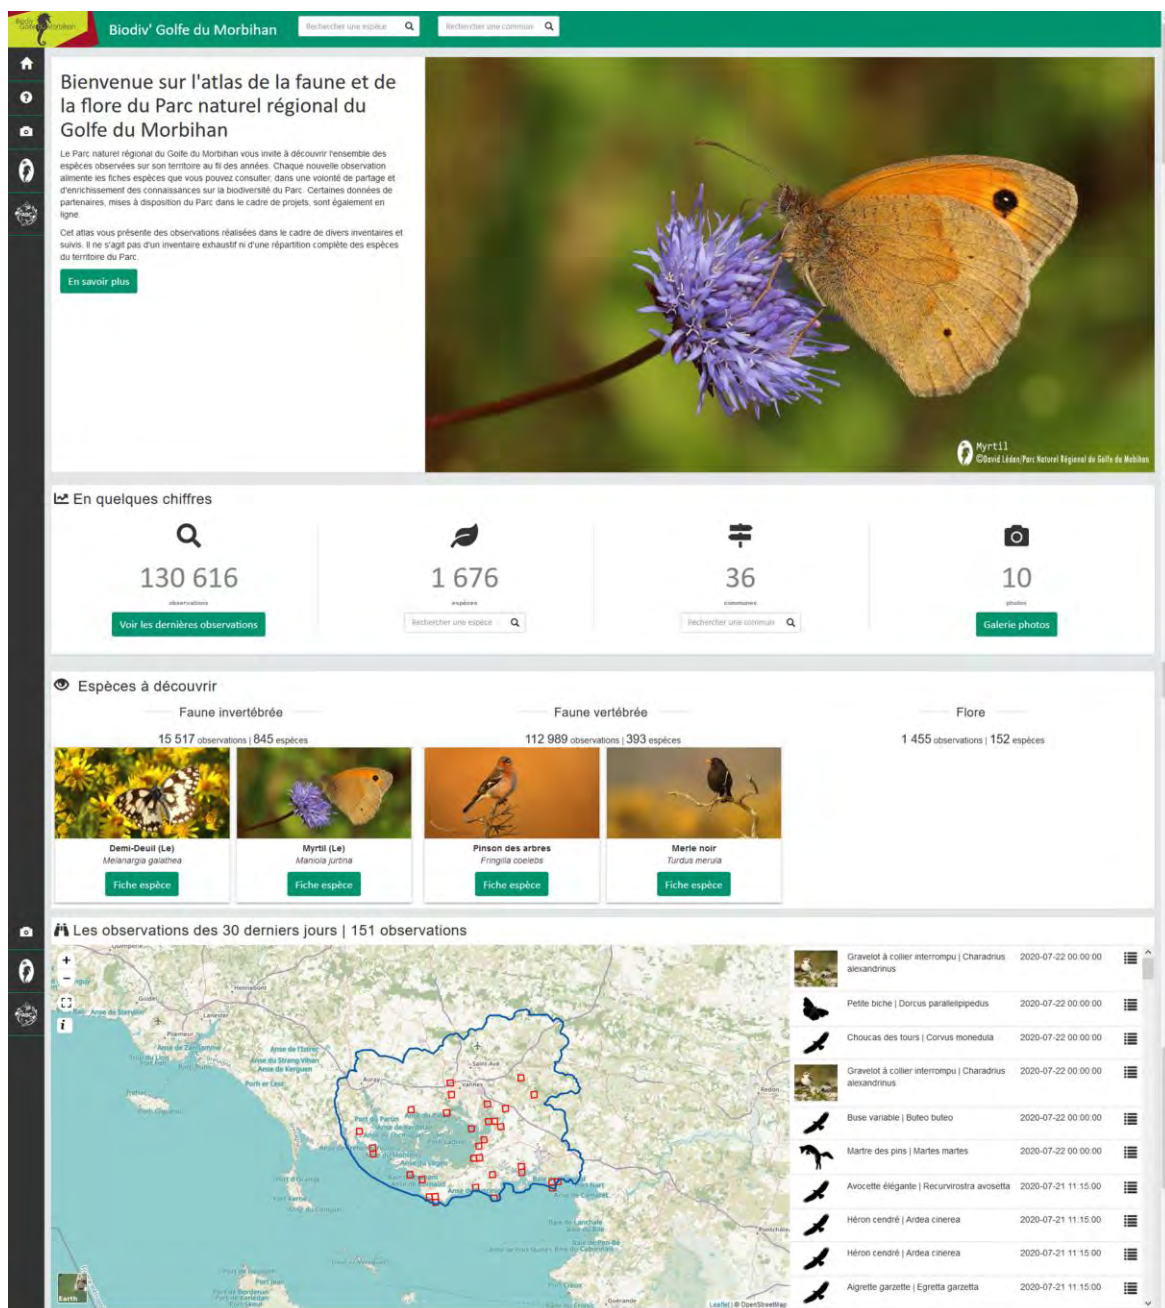 Biodiv' Golfe du Morbihan
Rechercher une espèce
Rechercher une commun
Bienvenue sur l'atlas de la faune et de
la flore du Parc naturel régional du
Golfe du Morbihan
Le Parc naturel régional du Golfe du Morbihan vous invite à découvrir l'ensemble des
espèces observées sur son territoire au fil des années. Chaque nouvelle observation
alimente les fiches espèces que vous pouvez consulter, dans une volonté de partage et
d'enrichissement des connaissances sur la biodiversité du Parc. Certaines données de
partenaires, mises à disposition du Parc dans le cadre de projets, sont également en
ligne.
Cet atlas vous présente des observations réalisées dans le cadre de divers inventaires et
suivis. Il ne s'agit pas d'un inventaire exhaustif ni d'une répartition complète des espèces
du territoire du Parc.
En savoir plus
Myrtil
©David Lédan/Parc Naturel Régional du Golfe du Mobihan
En quelques chiffres
130 616
observations
Voir les dernières observations
1 676
espèces
Rechercher une espèce
36
communes
Rechercher une commun
10
photos
Galerie photos
Espèces à découvrir
Faune invertébrée
15 517 observations | 845 espèces
Demi-Deuil (Le)
Melanargia galathea
Fiche espèce
Myrtil (Le)
Maniola jurtina
Fiche espèce
Faune vertébrée
112 989 observations | 393 espèces
Pinson des arbres
Fringilla coelebs
Fiche espèce
Merle noir
Turdus merula
Fiche espèce
Flore
1 455 observations | 152 espèces
Les observations des 30 derniers jours | 151 observations
+
−
i
Hennebont
Lanester
Ploemeur
Anse de Kerguen
Auray
Saint-Avé
Vannes
Redon
Guérande
Earth
Leaflet | © OpenStreetMap
Gravelot à collier interrompu | Charadrius
alexandrinus
2020-07-22 00:00:00
Petite biche | Dorcus parallelipipedus
2020-07-22 00:00:00
Choucas des tours | Corvus monedula
2020-07-22 00:00:00
Gravelot à collier interrompu | Charadrius
alexandrinus
2020-07-22 00:00:00
Buse variable | Buteo buteo
2020-07-22 00:00:00
Martre des pins | Martes martes
2020-07-22 00:00:00
Avocette élégante | Recurvirostra avosetta
2020-07-21 11:15:00
Héron cendré | Ardea cinerea
2020-07-21 11:15:00
Héron cendré | Ardea cinerea
2020-07-21 11:15:00
Aigrette garzette | Egretta garzetta
2020-07-21 11:15:00